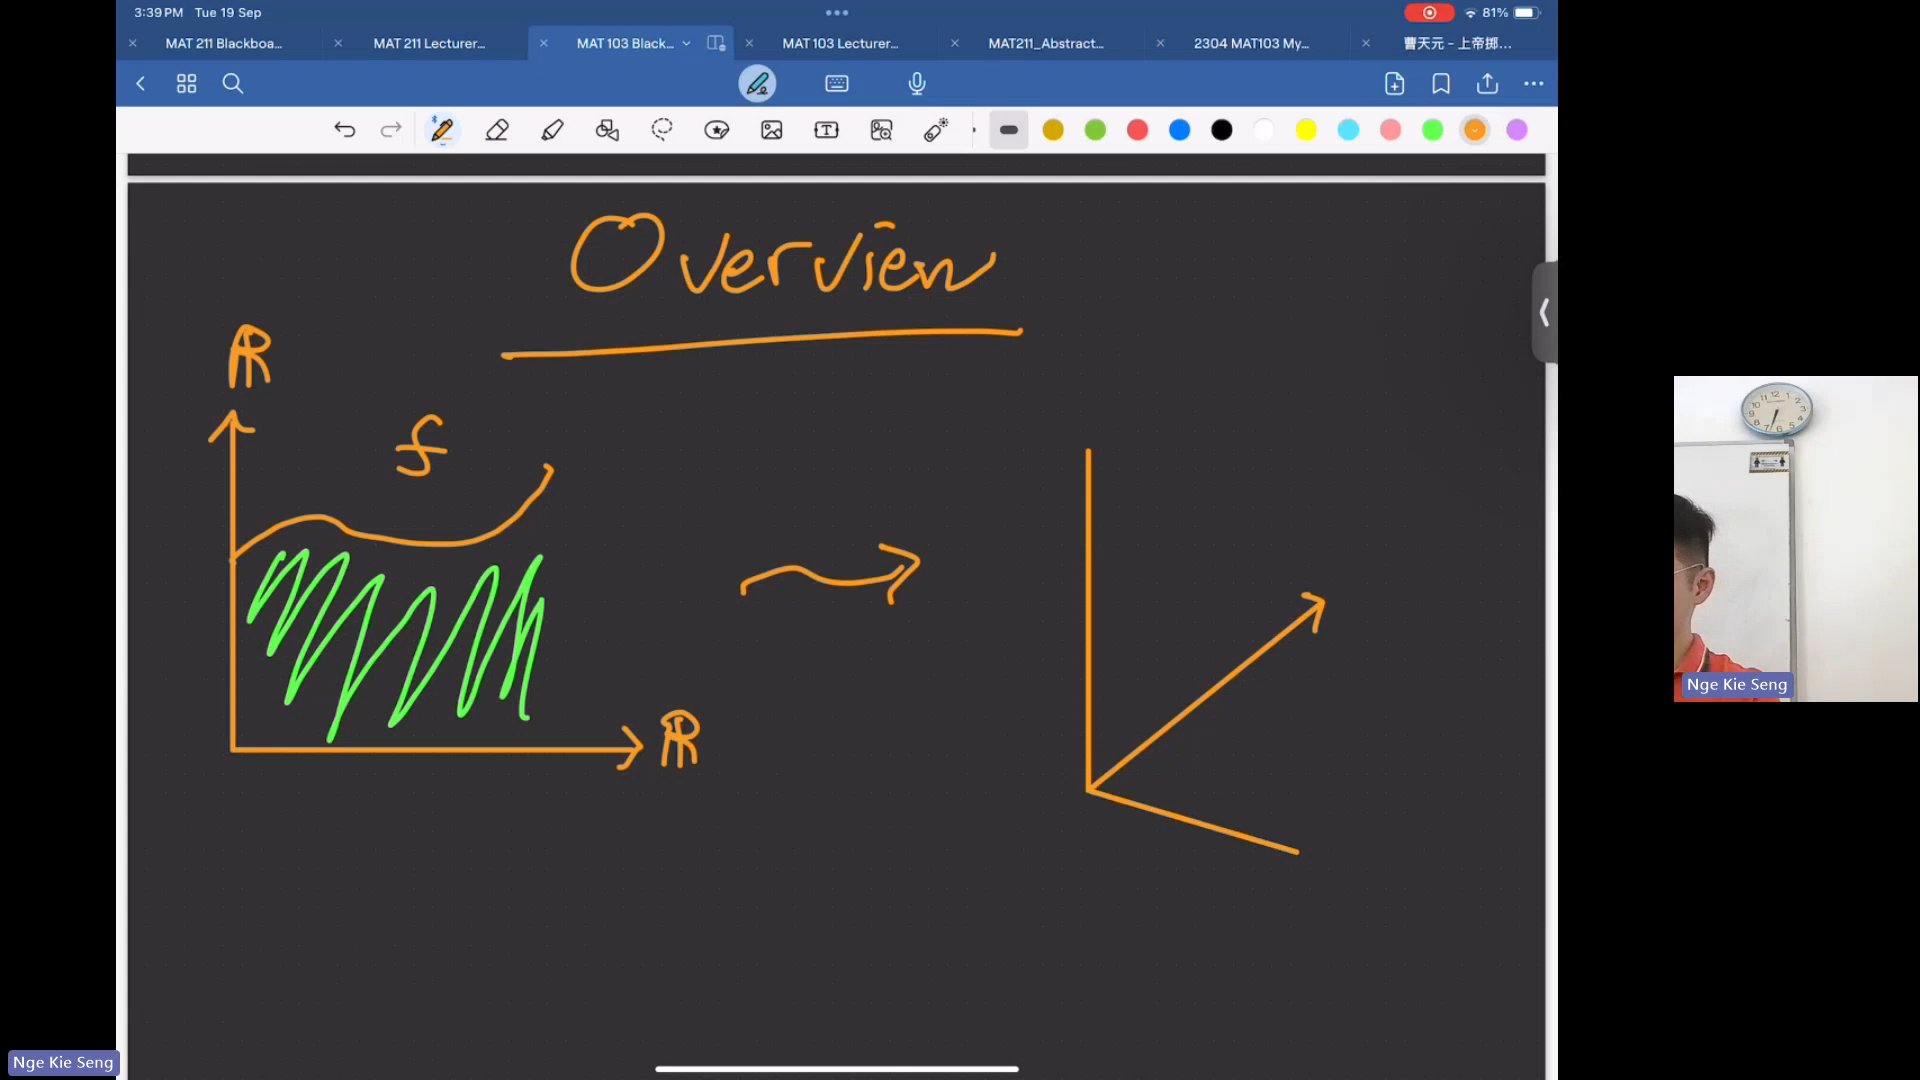 3:39 PM Tue 19 Sep
81%
MAT 211 Blackboa...
MAT 211 Lecturer...
MAT 103 Black...
MAT 103 Lecturer...
MAT211_Abstract...
2304 MAT103 My...
曹天元 - 上帝掷...
Overview
ℝ
f
ℝ
Nge Kie Seng
Nge Kie Seng